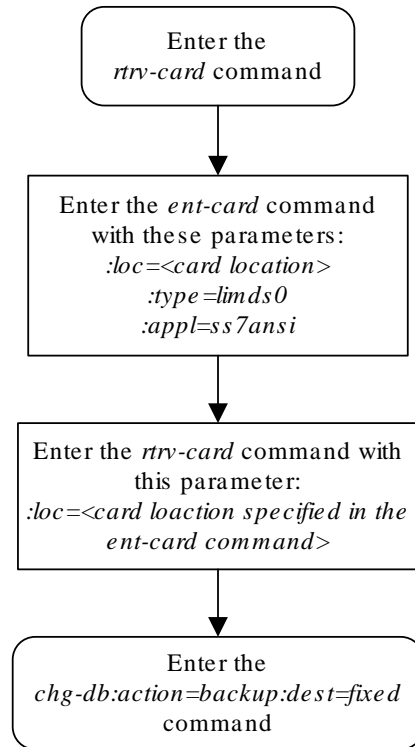 Enter the
rtrv-card command
Enter the ent-card command
with these parameters:
:loc=<card location>
:type=limds0
:appl=ss7ansi
Enter the rtrv-card command with
this parameter:
:loc=<card loaction specified in the
ent-card command>
Enter the
chg-db:action=backup:dest=fixed
command